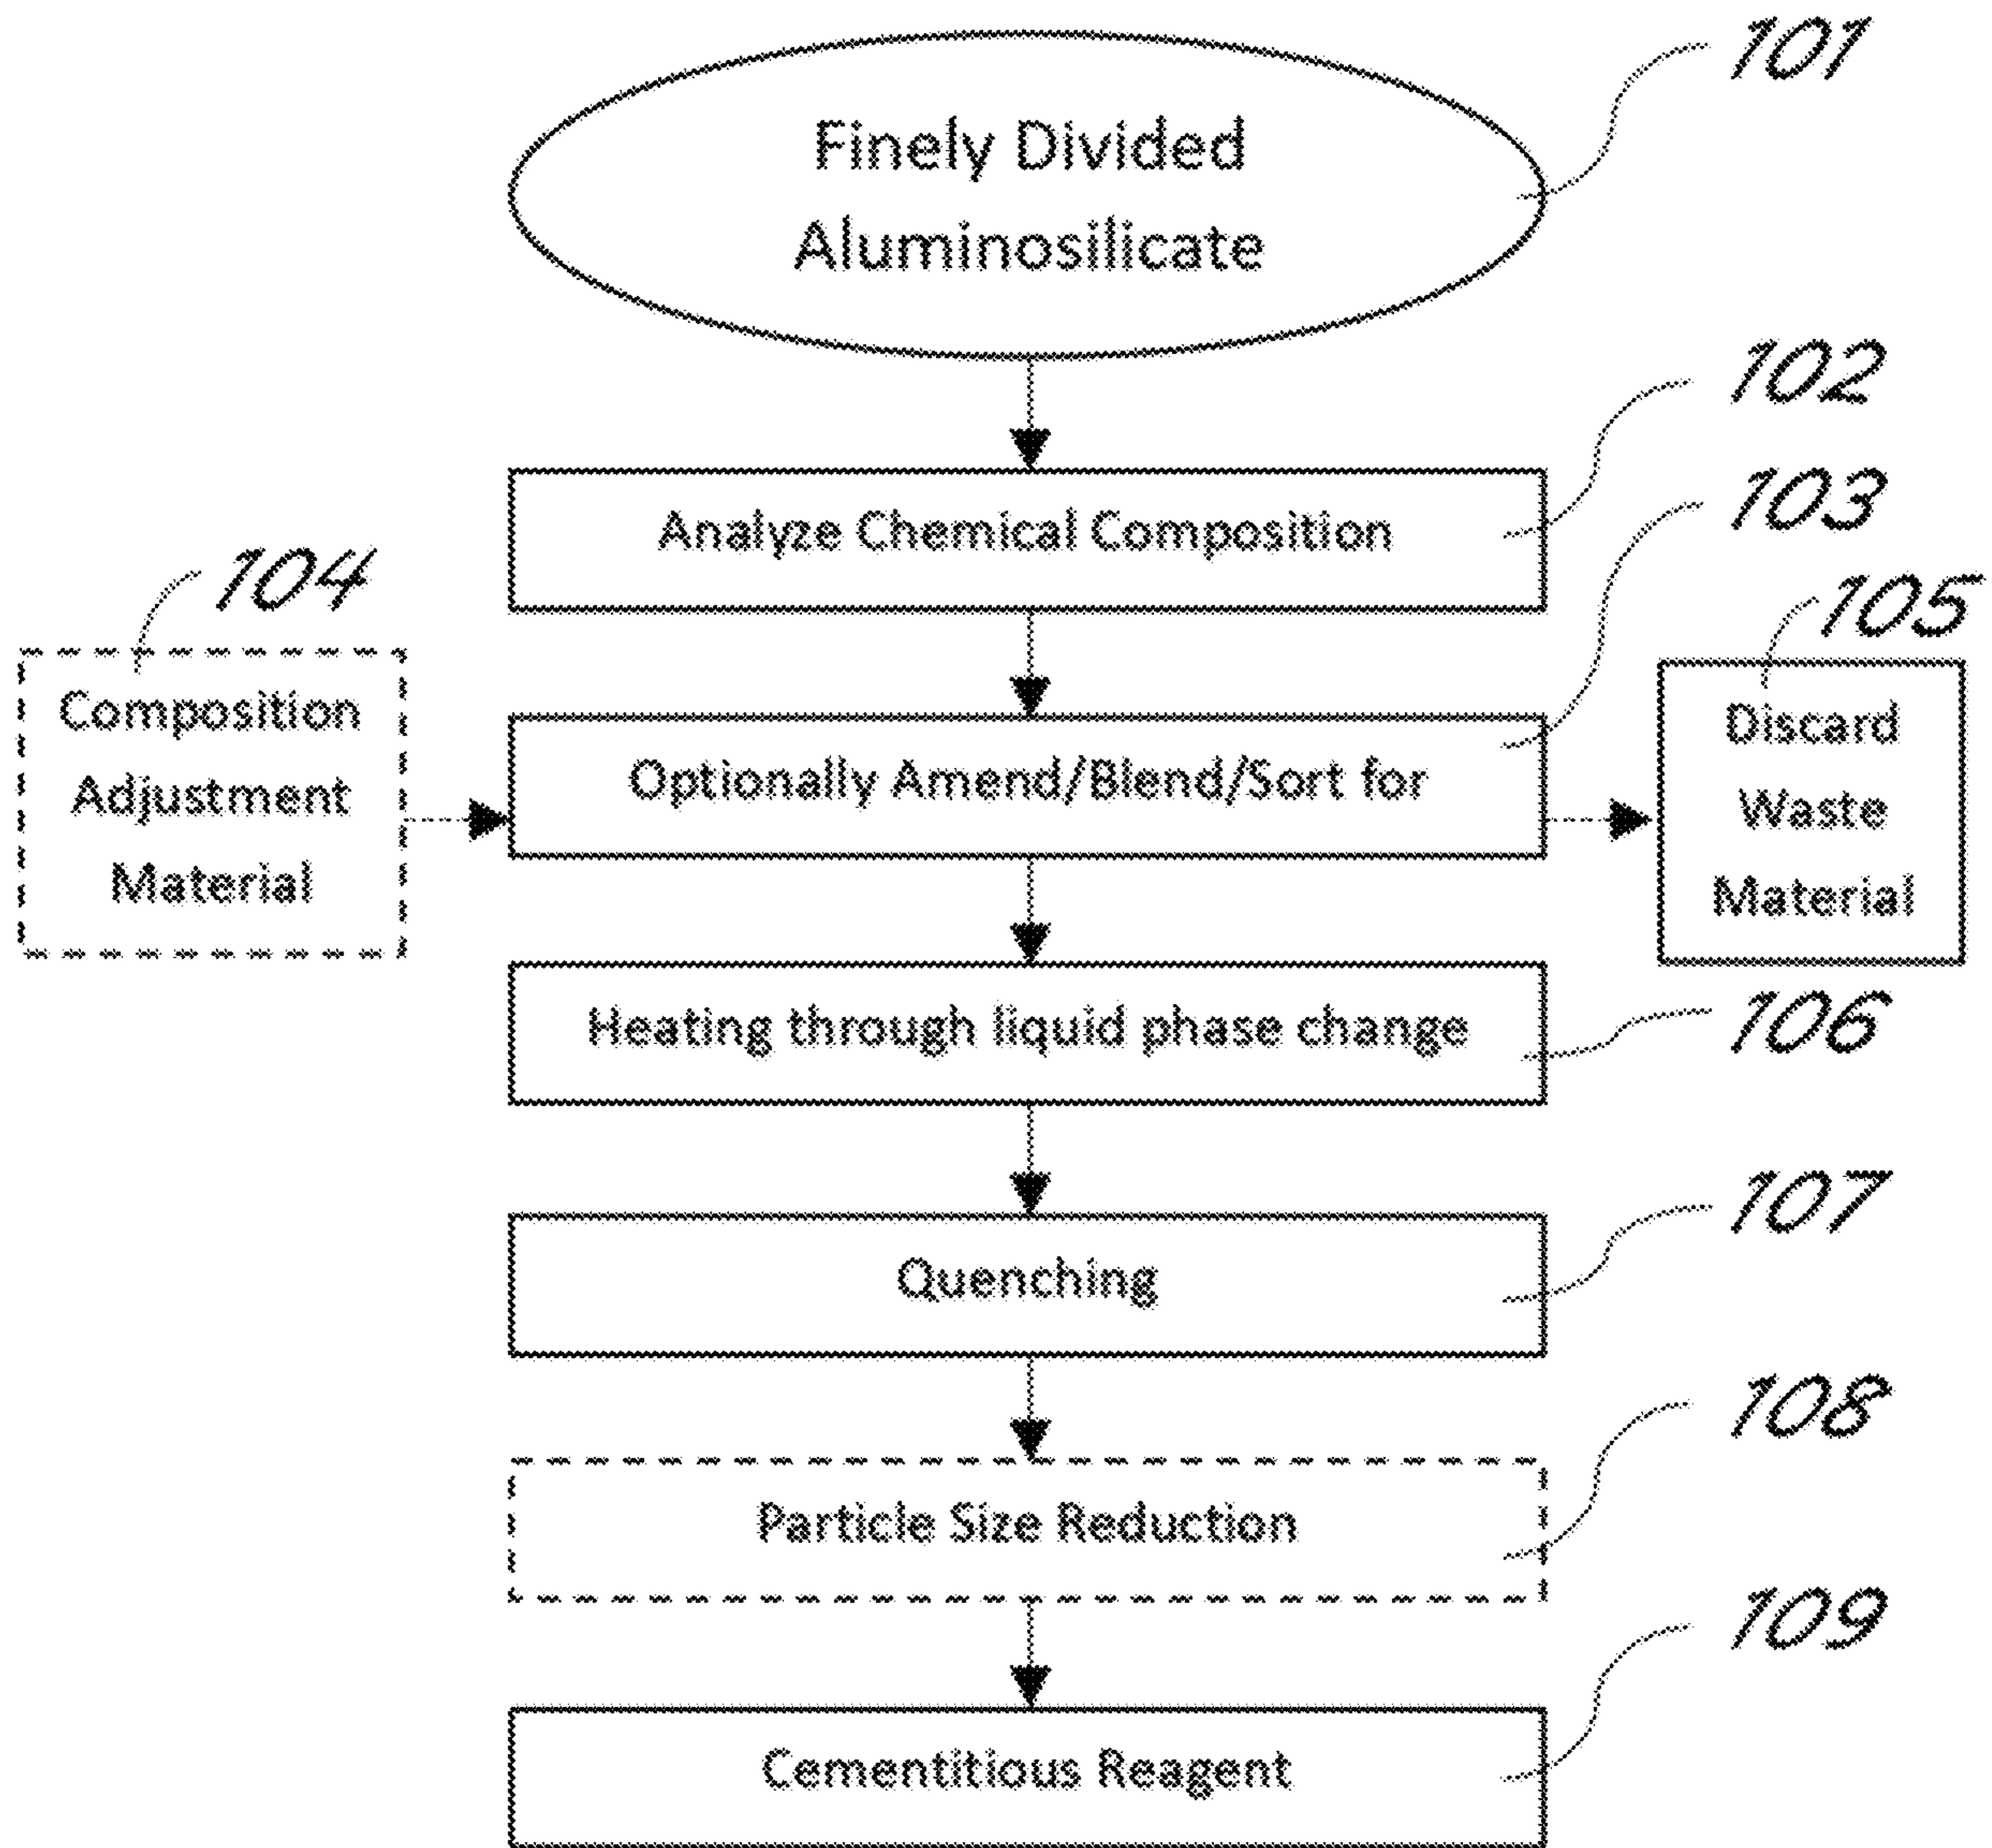 101
Finely Divided
Aluminosilicate
102
Analyze Chemical Composition
103
104
Composition
Adjustment
Material
Optionally Amend/Blend/Sort for
105
Discard
Waste
Material
Heating through liquid phase change
106
107
Quenching
108
Particle Size Reduction
109
Cementitious Reagent